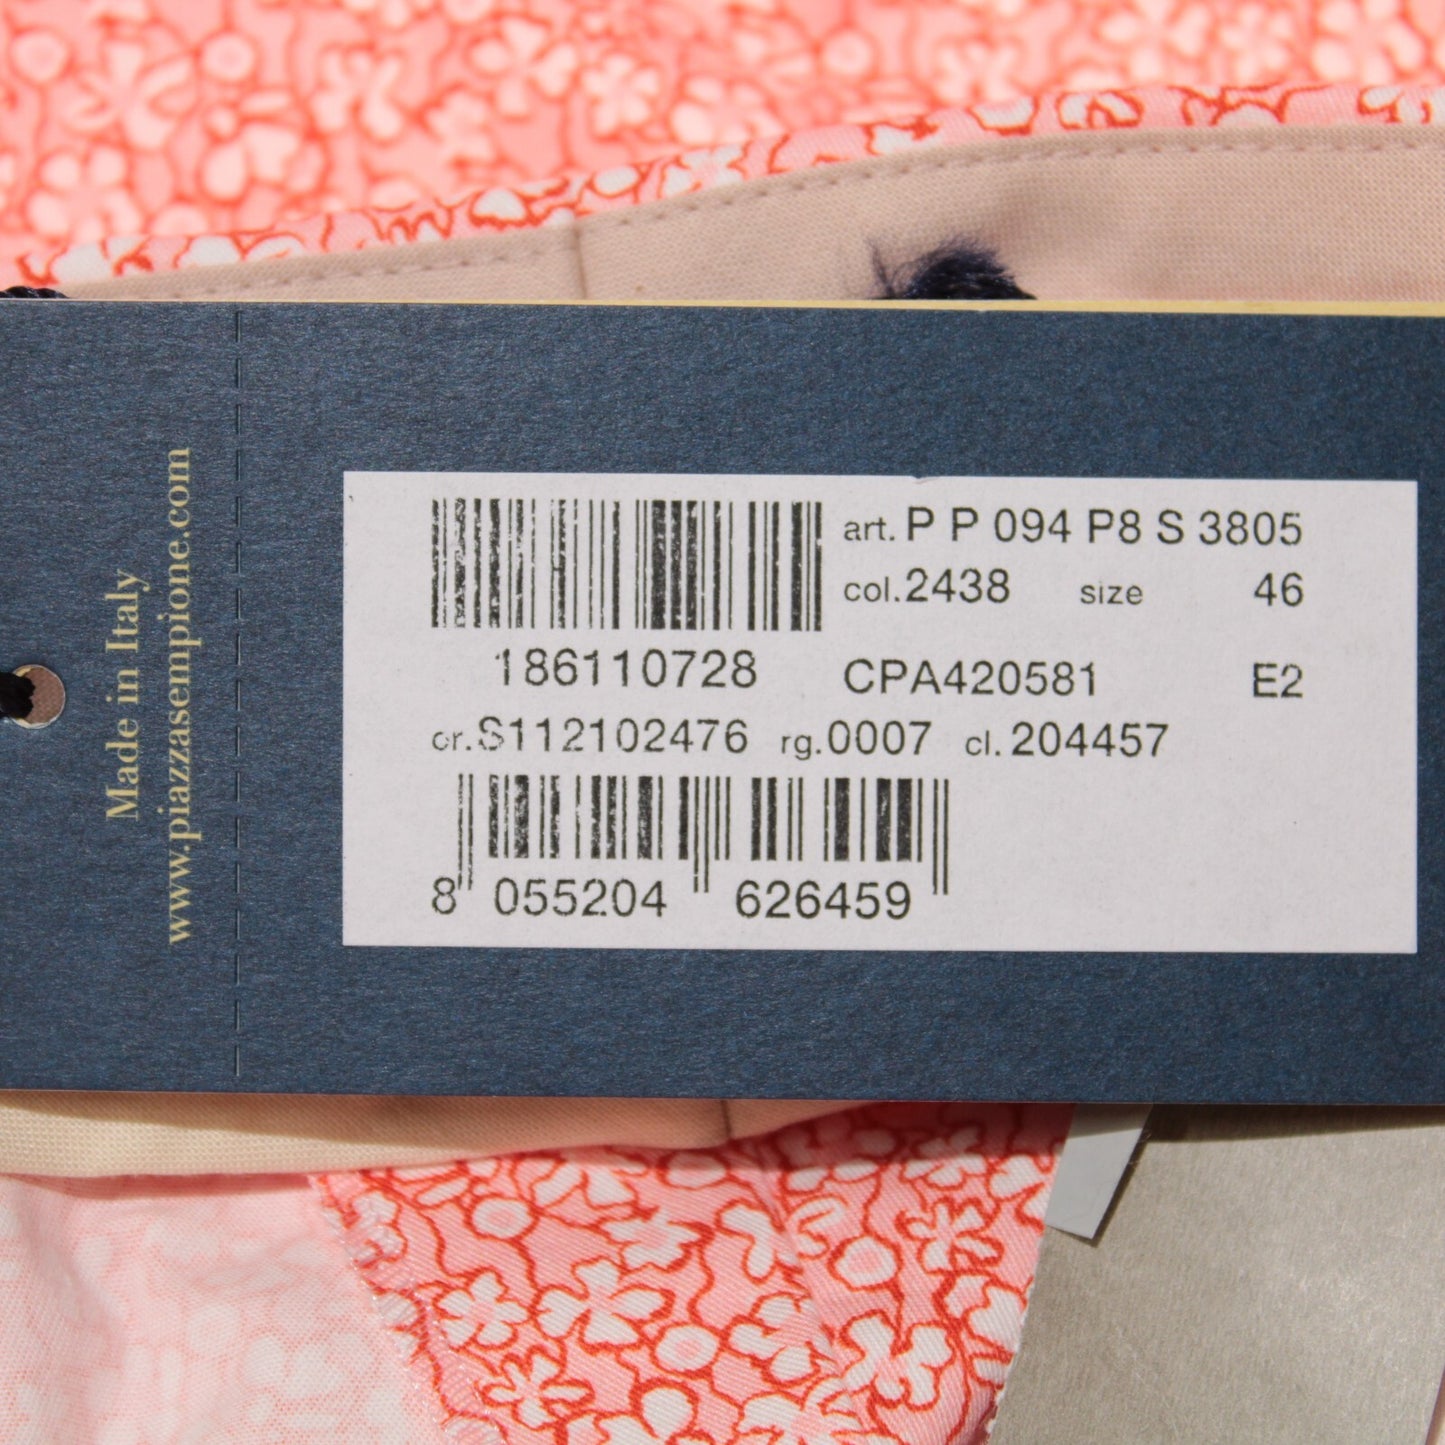 Made in Italy
www.piazzasempione.com
art. P P 094 P8 S 3805
col. 2438 size 46
186110728 CPA420581 E2
or. S112102476 rg. 0007 cl. 204457
8 055204 626459